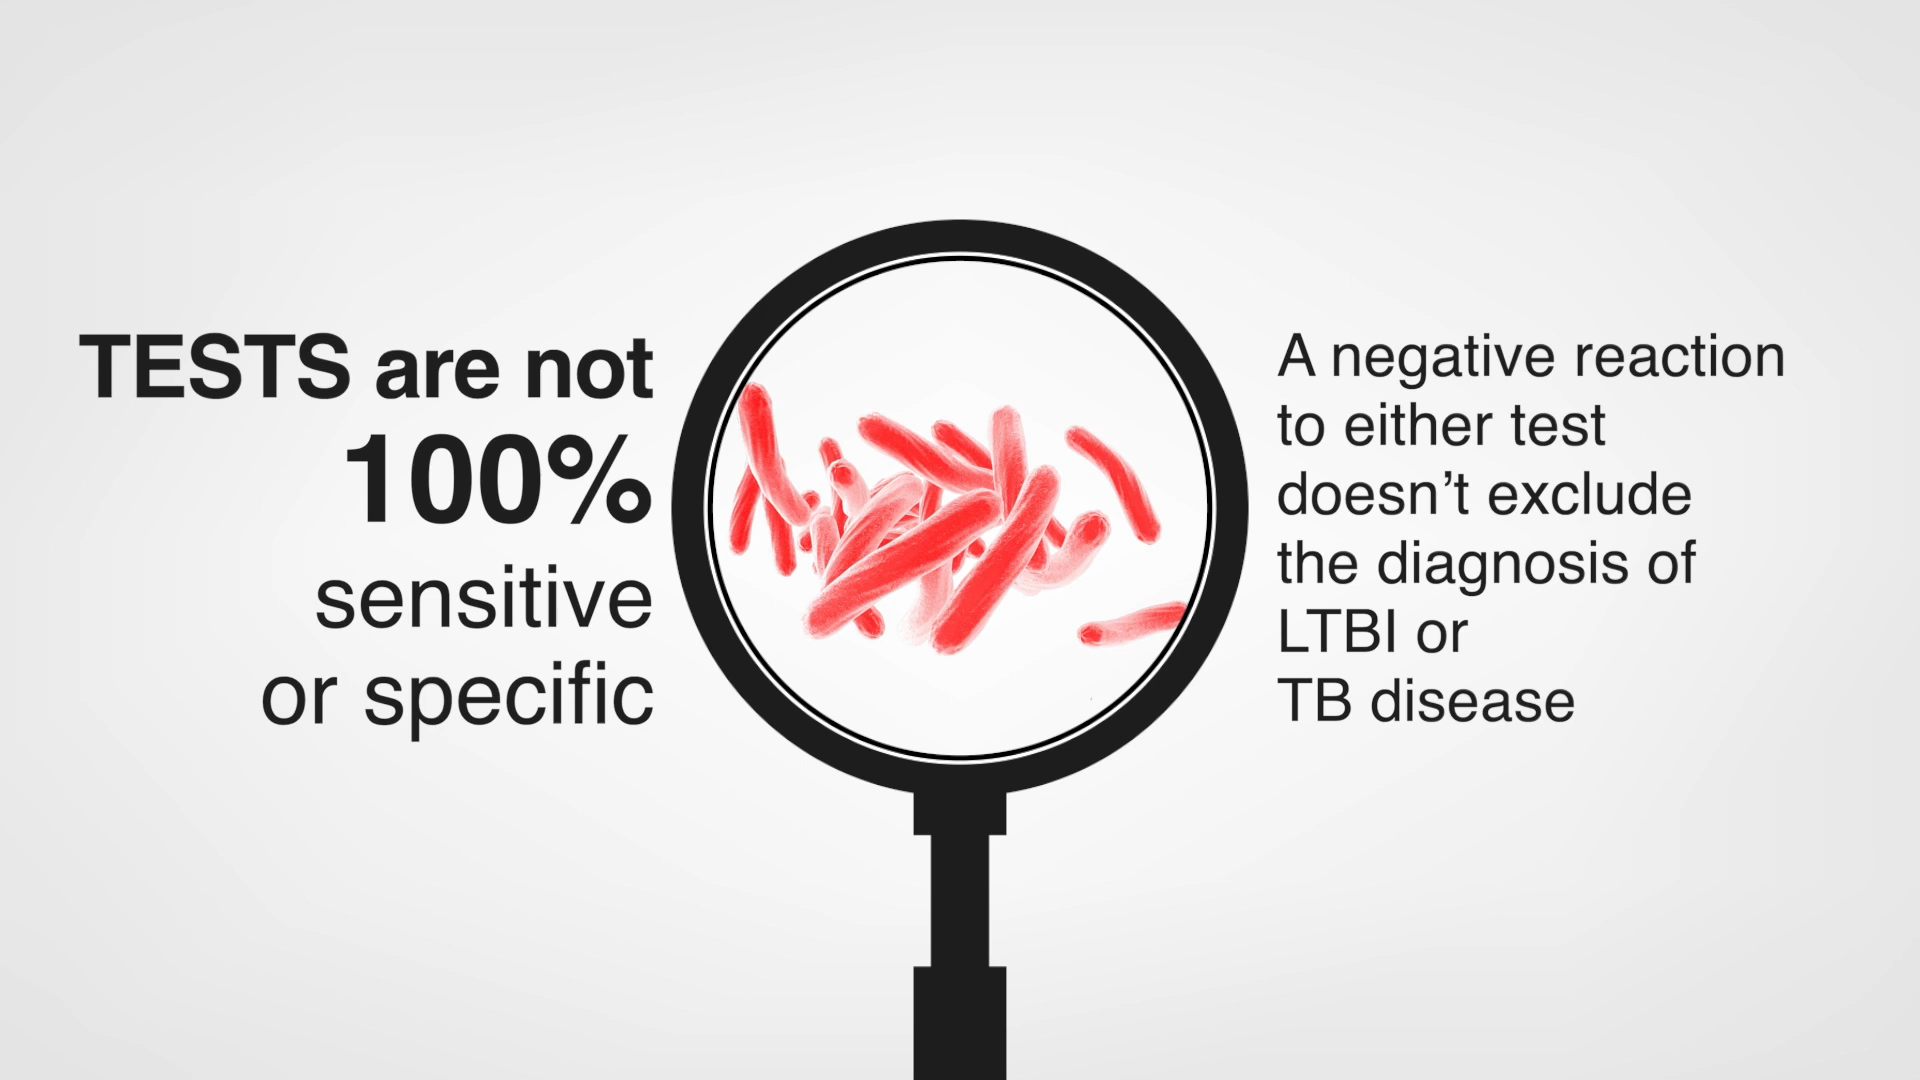 TESTS are not
100%
sensitive
or specific
A negative reaction
to either test
doesn’t exclude
the diagnosis of
LTBI or
TB disease